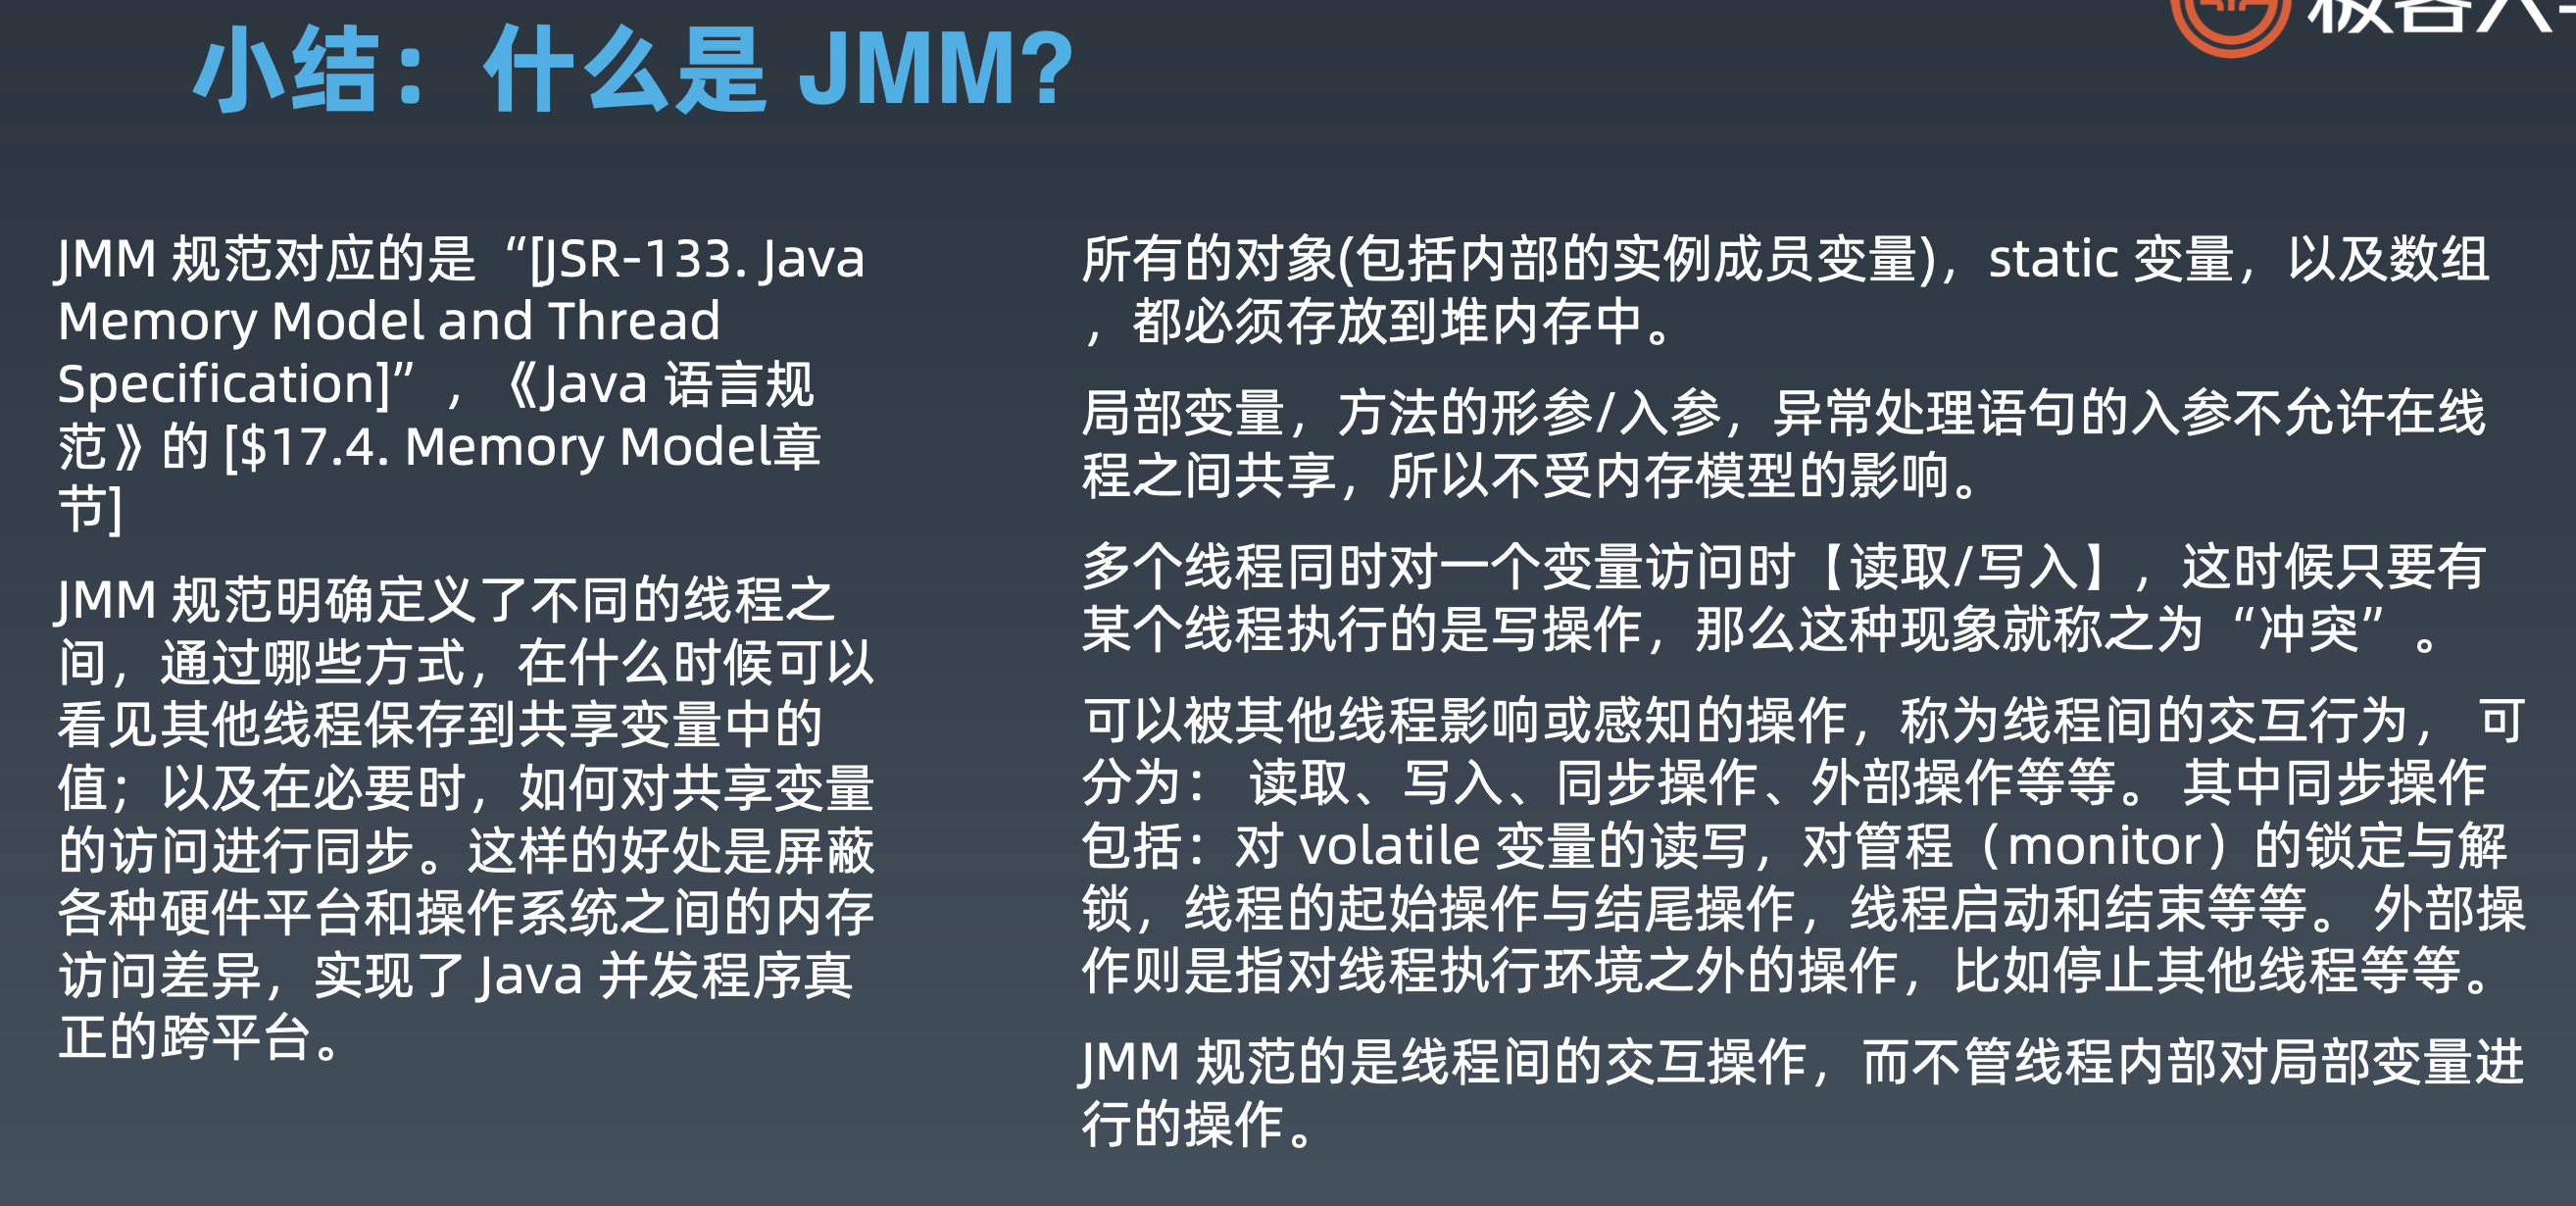 小结：什么是 JMM？
JMM 规范对应的是“[JSR-133. Java
Memory Model and Thread
Specification]”，《Java 语言规
范》的 [$17.4. Memory Model章
节]
JMM 规范明确定义了不同的线程之
间，通过哪些方式，在什么时候可以
看见其他线程保存到共享变量中的
值；以及在必要时，如何对共享变量
的访问进行同步。这样的好处是屏蔽
各种硬件平台和操作系统之间的内存
访问差异，实现了 Java 并发程序真
正的跨平台。
所有的对象(包括内部的实例成员变量)，static 变量，以及数组
，都必须存放到堆内存中。
局部变量，方法的形参/入参，异常处理语句的入参不允许在线
程之间共享，所以不受内存模型的影响。
多个线程同时对一个变量访问时【读取/写入】，这时候只要有
某个线程执行的是写操作，那么这种现象就称之为“冲突”。
可以被其他线程影响或感知的操作，称为线程间的交互行为， 可
分为： 读取、写入、同步操作、外部操作等等。 其中同步操作
包括：对 volatile 变量的读写，对管程（monitor）的锁定与解
锁，线程的起始操作与结尾操作，线程启动和结束等等。 外部操
作则是指对线程执行环境之外的操作，比如停止其他线程等等。
JMM 规范的是线程间的交互操作，而不管线程内部对局部变量进
行的操作。